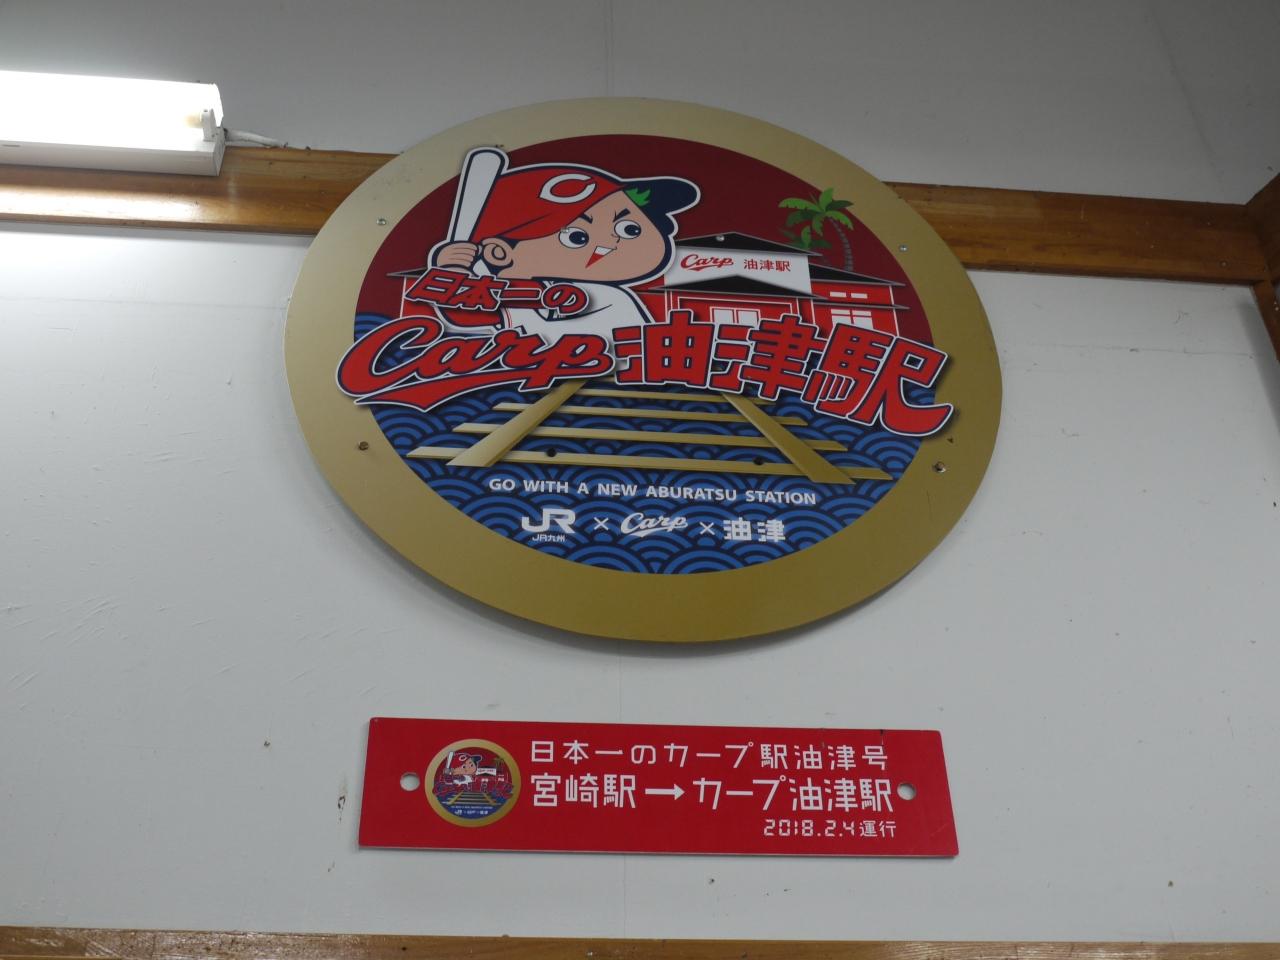 Carp 油津駅
日本一の
Carp 油津駅
GO WITH A NEW ABURATSU STATION
JR × Carp × 油津
JR九州
日本一のカープ駅油津号
宮崎駅→カープ油津駅
2018.2.4運行